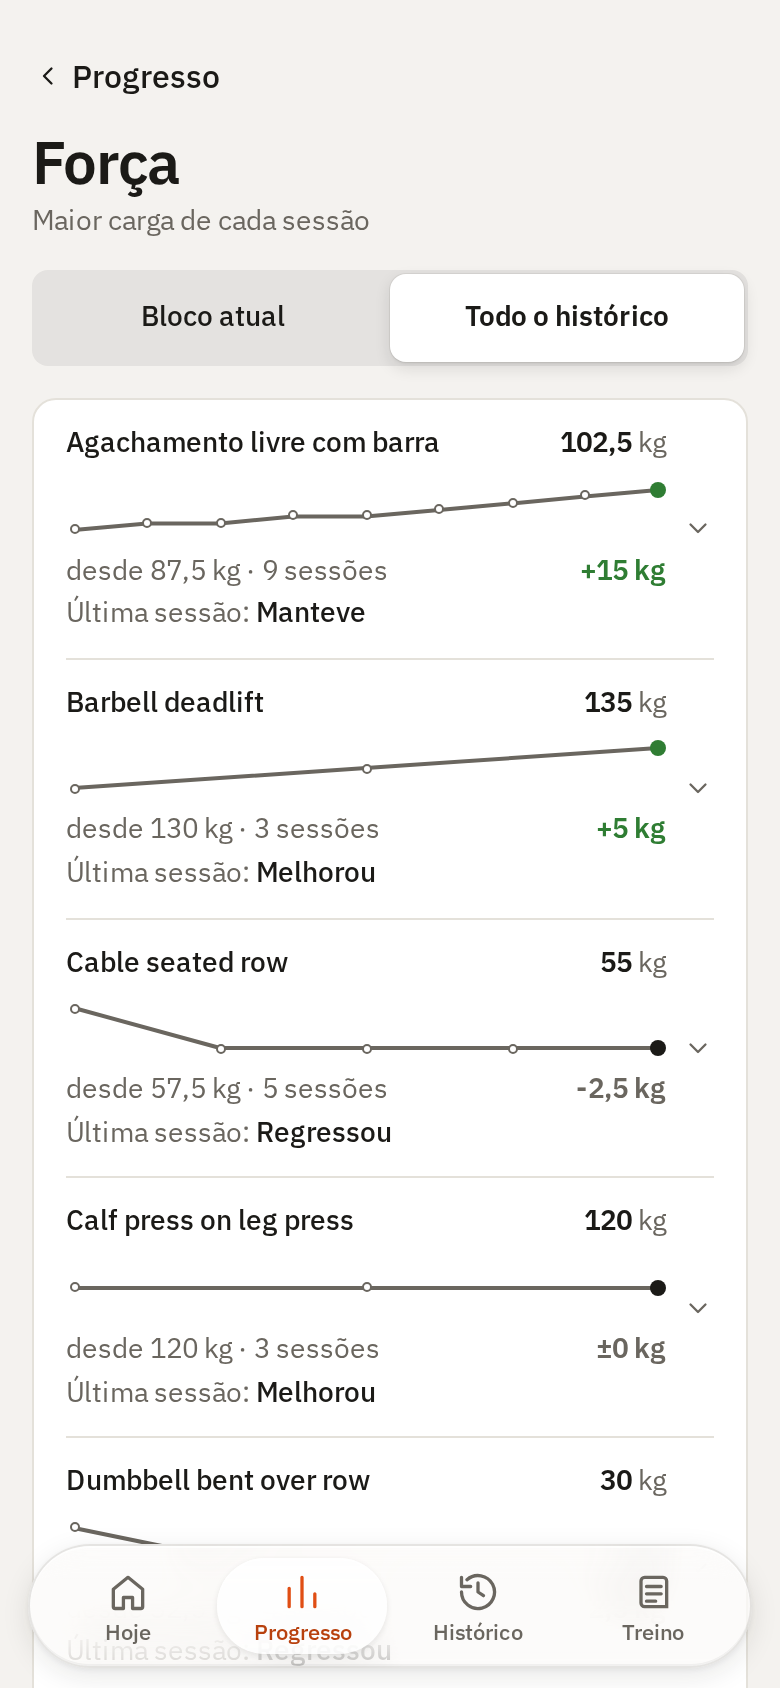 Progresso
Força
Maior carga de cada sessão
Bloco atual
Todo o histórico
Agachamento livre com barra
102,5 kg
desde 87,5 kg · 9 sessões
+15 kg
Última sessão: Manteve
Barbell deadlift
135 kg
desde 130 kg · 3 sessões
+5 kg
Última sessão: Melhorou
Cable seated row
55 kg
desde 57,5 kg · 5 sessões
-2,5 kg
Última sessão: Regressou
Calf press on leg press
120 kg
desde 120 kg · 3 sessões
±0 kg
Última sessão: Melhorou
Dumbbell bent over row
30 kg
Hoje
Progresso
Histórico
Treino
Última sessão: Regressou